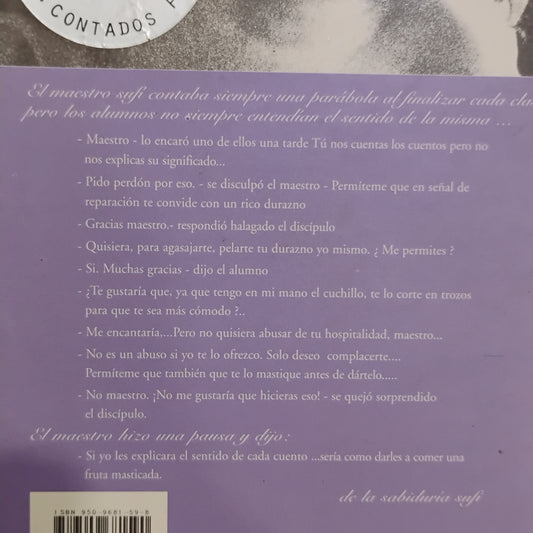 CONTADOS P
El maestro sufi contaba siempre una parábola al finalizar cada cla
pero los alumnos no siempre entendían el sentido de la misma ...
- Maestro - lo encaró uno de ellos una tarde Tú nos cuentas los cuentos pero no
nos explicas su significado...
- Pido perdón por eso. - se disculpó el maestro - Permíteme que en señal de
reparación te convide con un rico durazno
- Gracias maestro.- respondió halagado el discípulo
- Quisiera, para agasajarte, pelarte tu durazno yo mismo. ¿ Me permites ?
- Si. Muchas gracias - dijo el alumno
- ¿Te gustaría que, ya que tengo en mi mano el cuchillo, te lo corte en trozos
para que te sea más cómodo ?..
- Me encantaría....Pero no quisiera abusar de tu hospitalidad, maestro...
- No es un abuso si yo te lo ofrezco. Solo deseo complacerte....
Permíteme que también que te lo mastique antes de dártelo.....
- No maestro. ¡No me gustaría que hicieras eso! - se quejó sorprendido
el discípulo.
El maestro hizo una pausa y dijo:
- Si yo les explicara el sentido de cada cuento ...sería como darles a comer una
fruta masticada.
de la sabiduría sufi
ISBN 950-9681-59-8